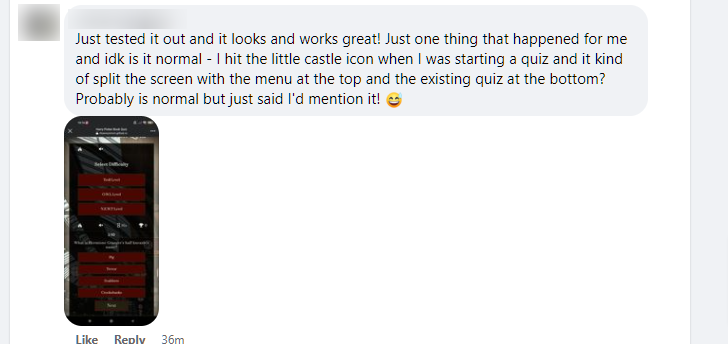 Just tested it out and it looks and works great! Just one thing that happened for me
and idk is it normal - I hit the little castle icon when I was starting a quiz and it kind
of split the screen with the menu at the top and the existing quiz at the bottom?
Probably is normal but just said I'd mention it! 😅
Select Difficulty
Like Reply 36m